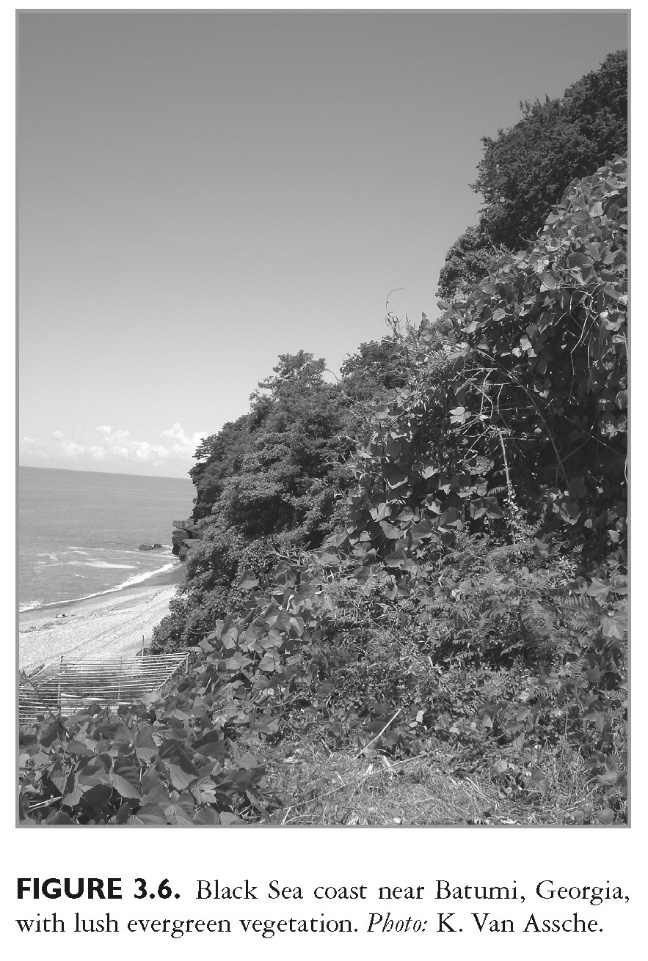 FIGURE 3.6. Black Sea coast near Batumi, Georgia,
with lush evergreen vegetation. Photo: K. Van Assche.